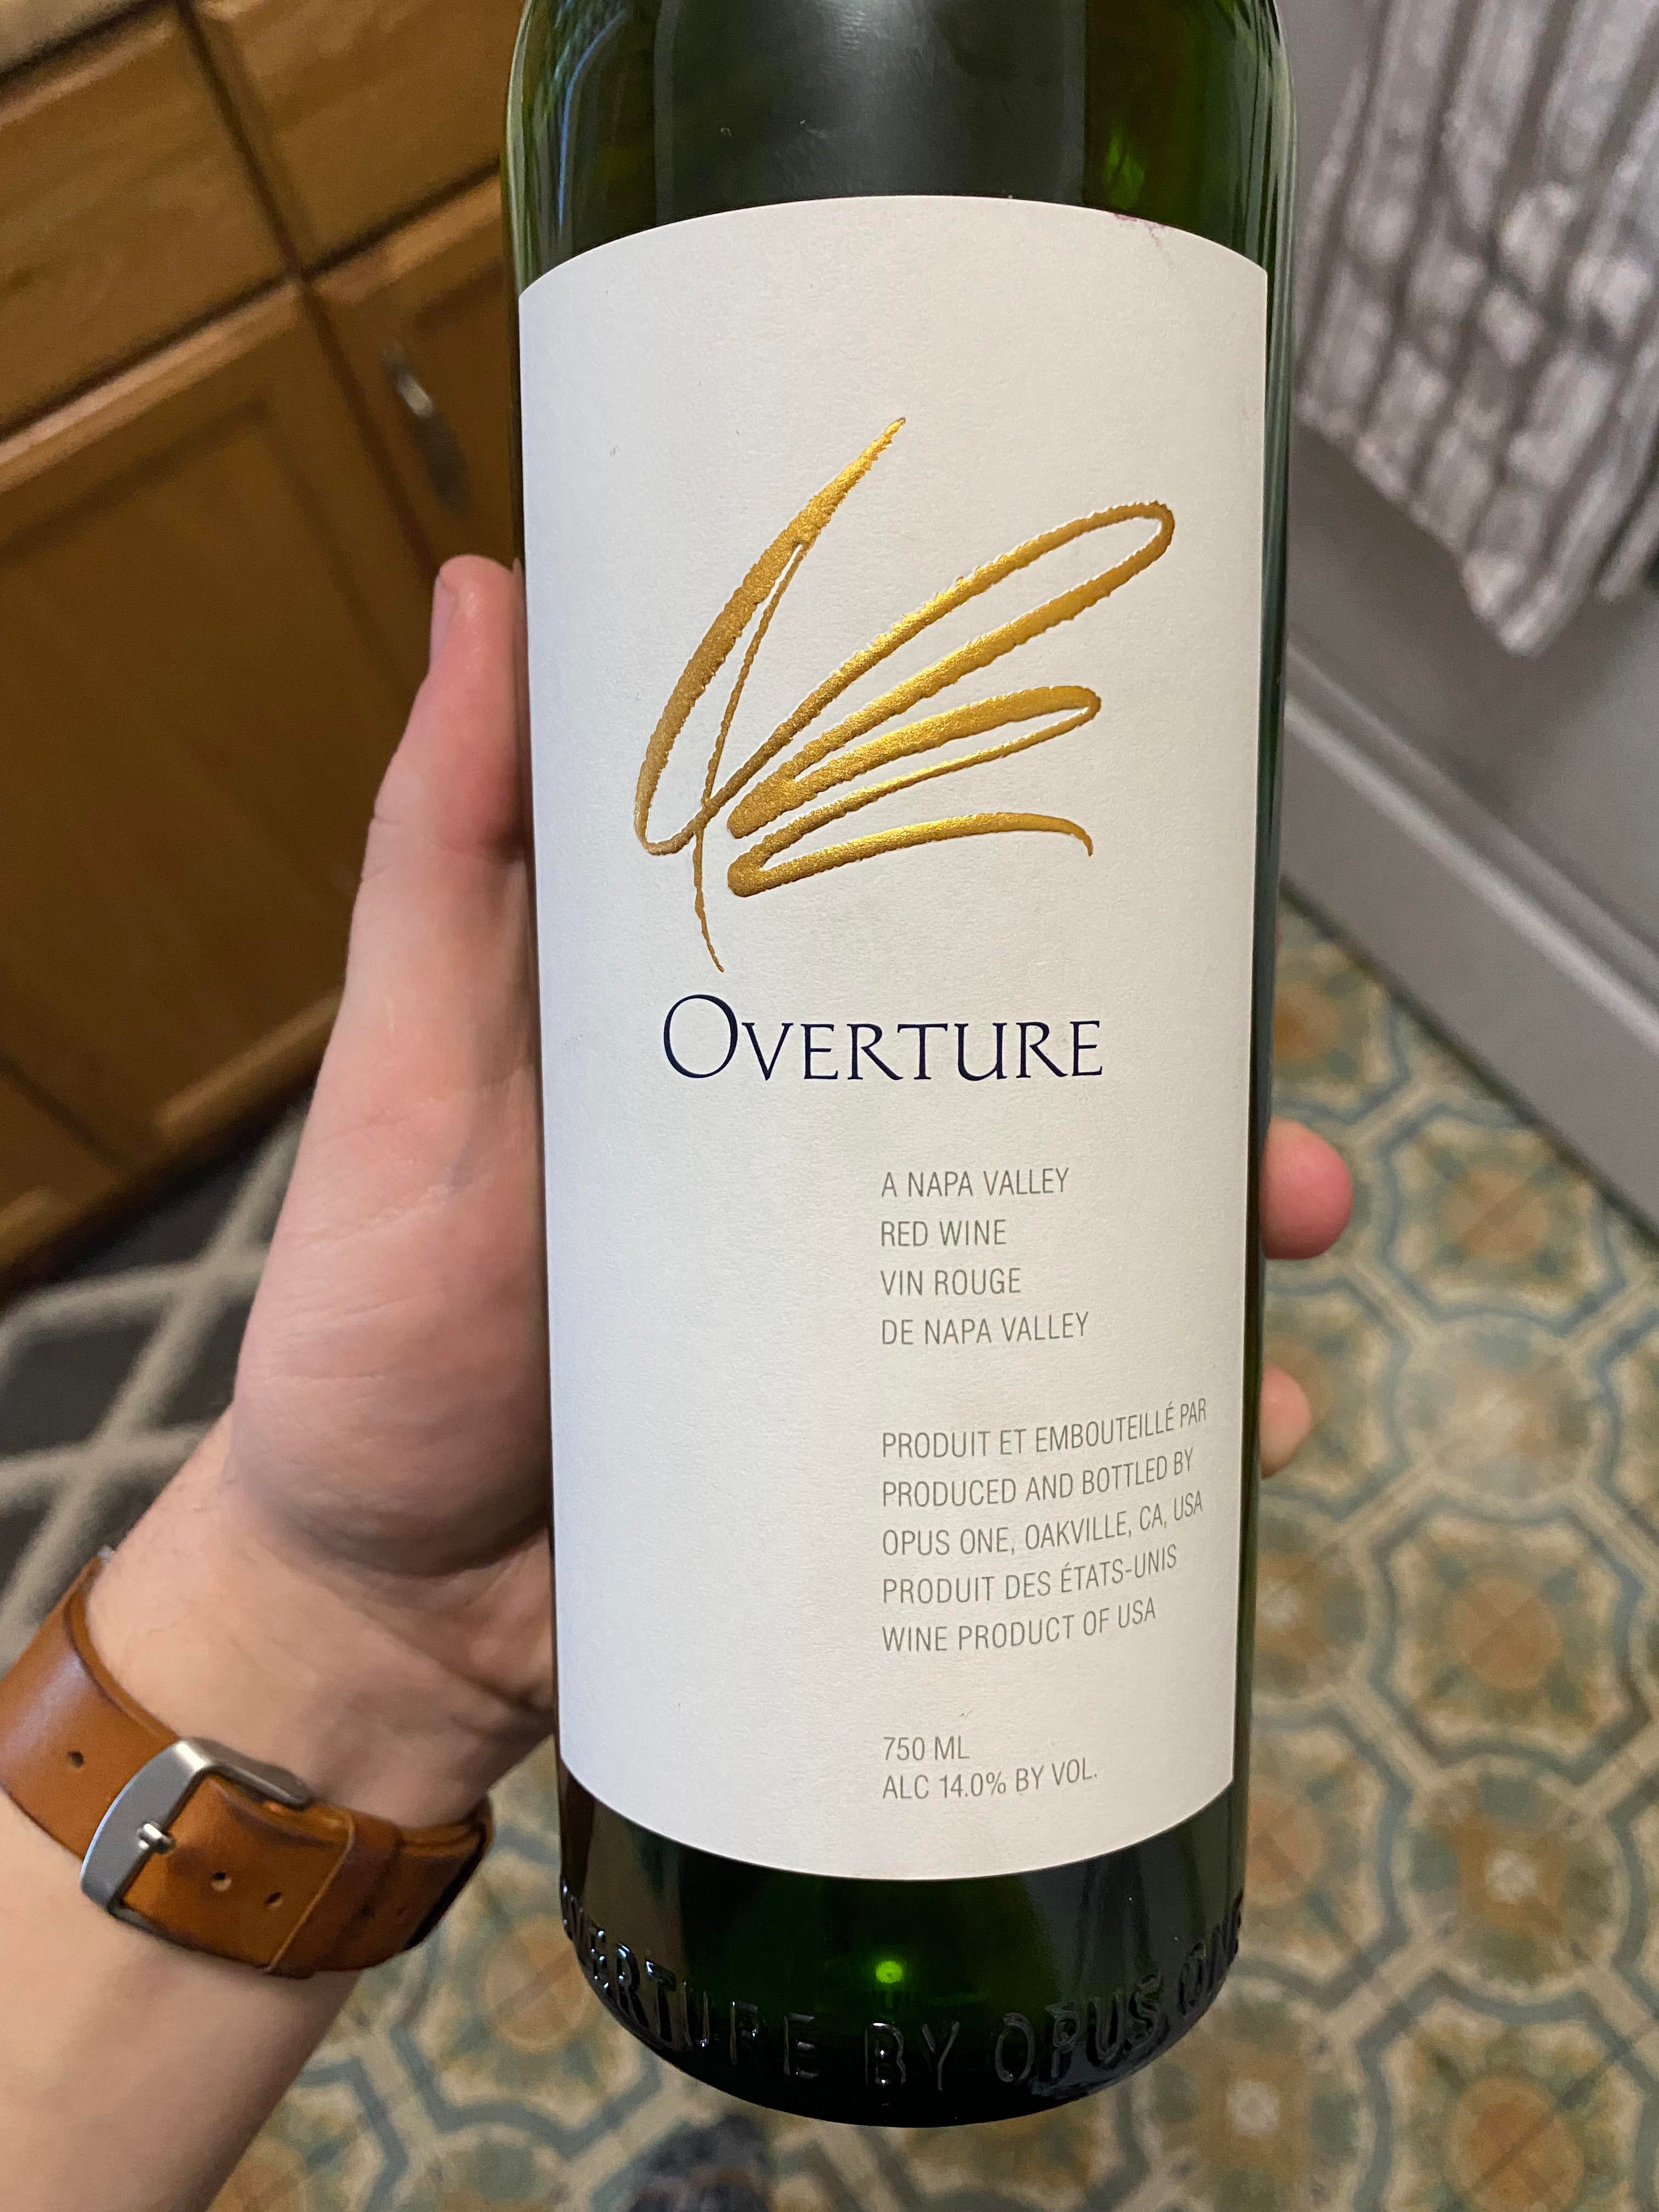 OVERTURE
A NAPA VALLEY
RED WINE
VIN ROUGE
DE NAPA VALLEY
PRODUIT ET EMBOUTEILLÉ PAR
PRODUCED AND BOTTLED BY
OPUS ONE, OAKVILLE, CA, USA
PRODUIT DES ÉTATS-UNIS
WINE PRODUCT OF USA
750 ML
ALC 14.0% BY VOL.
OVERTURE BY OPUS ONE